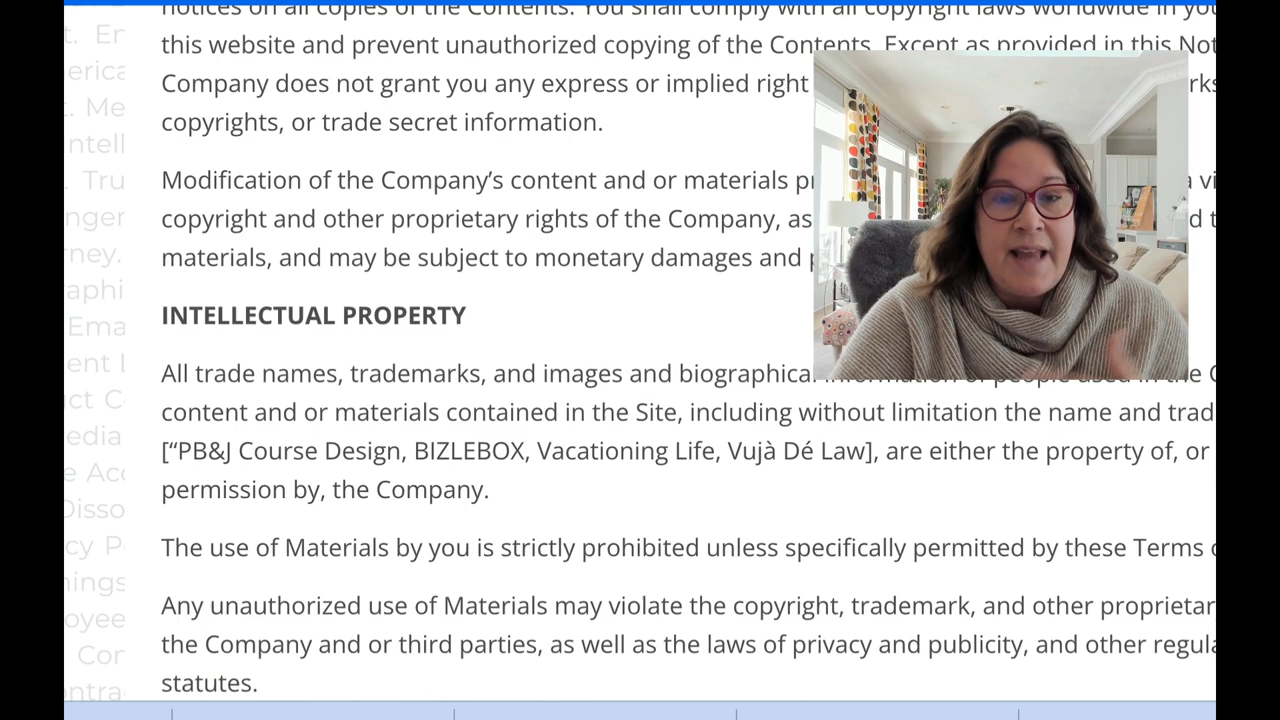 notices on all copies of the Contents. You shall comply with all copyright laws worldwide in
this website and prevent unauthorized copying of the Contents. Except as provided in this
Company does not grant you any express or implied right
copyrights, or trade secret information.
Modification of the Company’s content and or materials
copyright and other proprietary rights of the Company, as
materials, and may be subject to monetary damages and
INTELLECTUAL PROPERTY
All trade names, trademarks, and images and biographical information of people used in the
content and or materials contained in the Site, including without limitation the name and
[“PB&J Course Design, BIZLEBOX, Vacationing Life, Vujà Dé Law], are either the property of, or
permission by, the Company.
The use of Materials by you is strictly prohibited unless specifically permitted by these Terms
Any unauthorized use of Materials may violate the copyright, trademark, and other
the Company and or third parties, as well as the laws of privacy and publicity, and other
statutes.